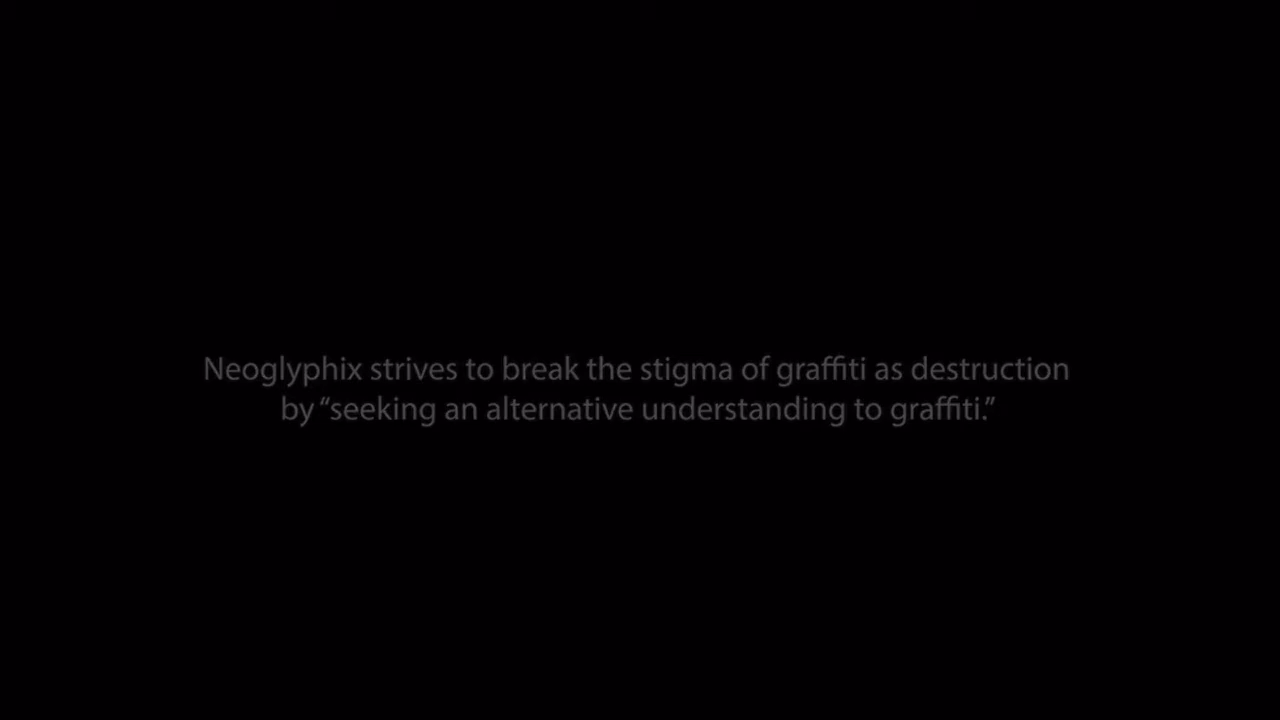 Neoglyphix strives to break the stigma of graffiti as destruction
by “seeking an alternative understanding to graffiti.”